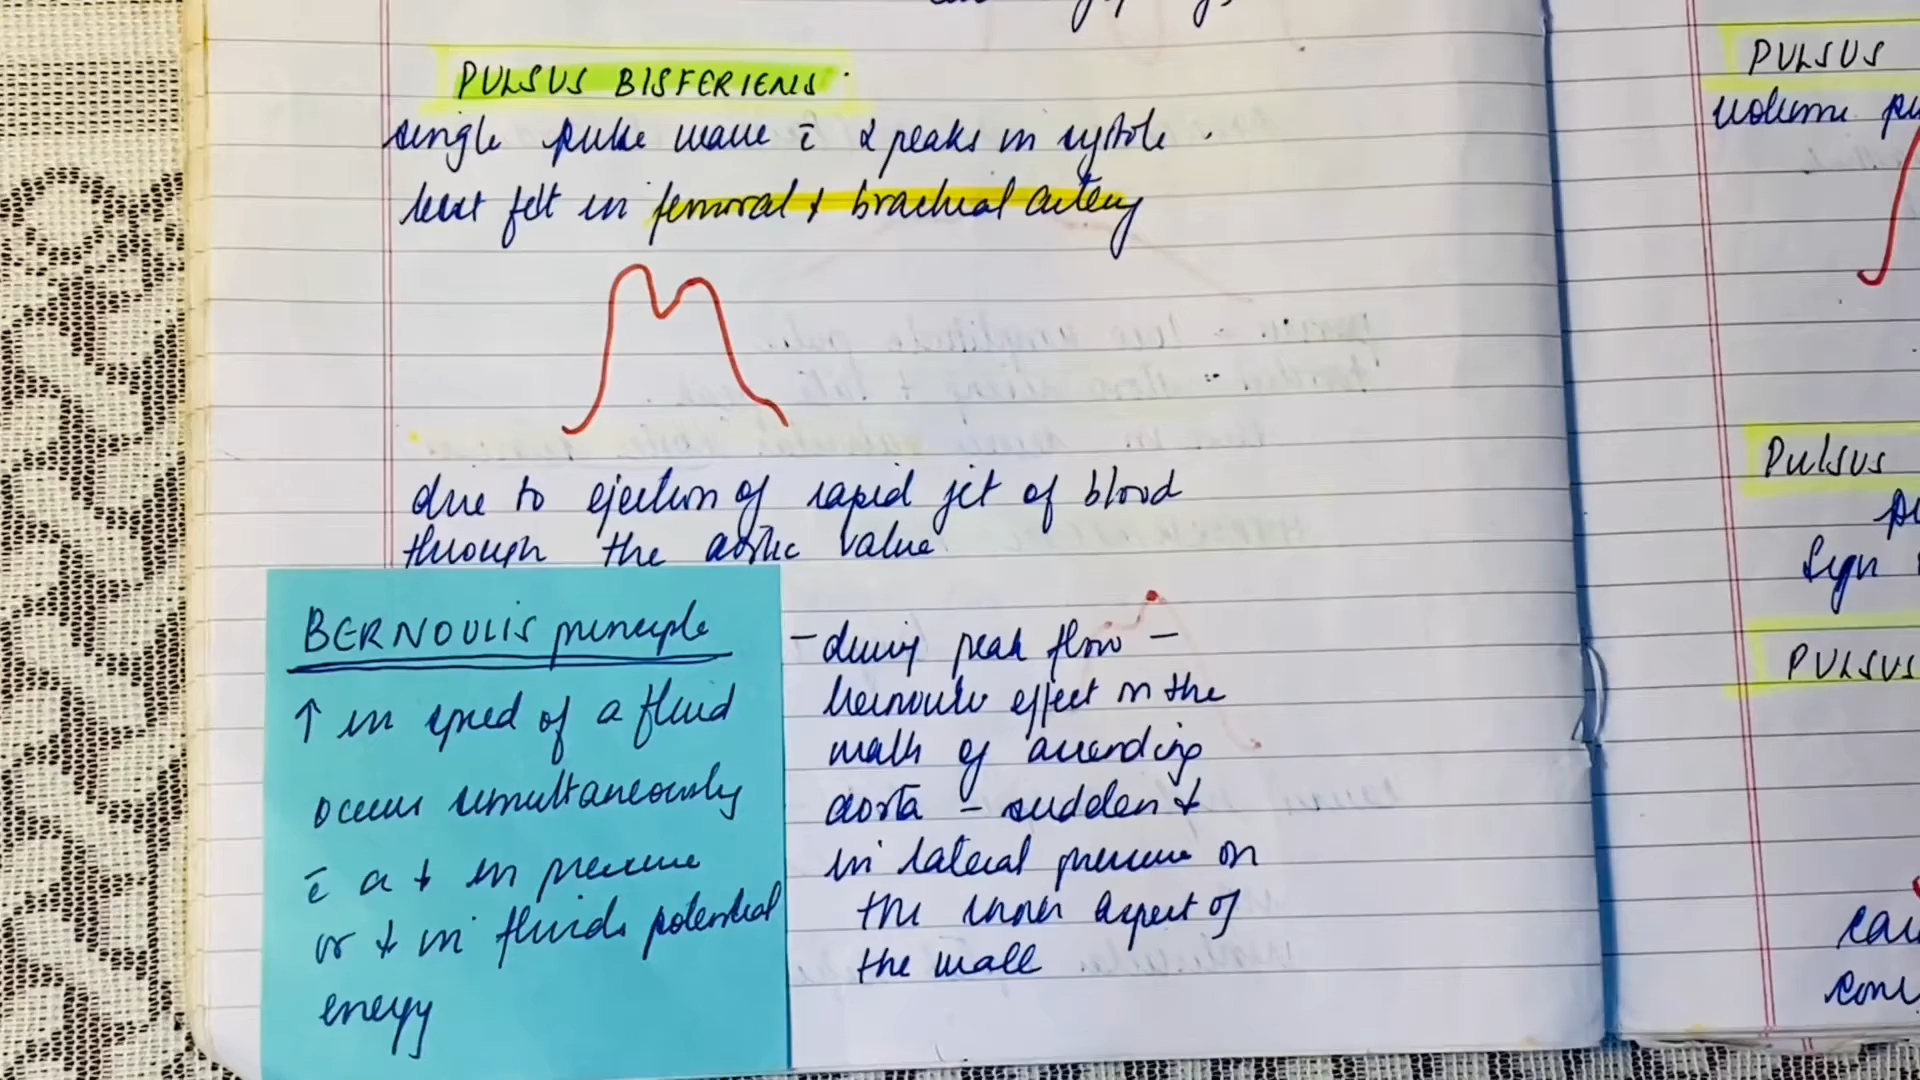 PULSUS BISFERIENS.
single pulse wave c̄ 2 peaks in systole.
best felt in femoral & brachial artery
due to ejection of rapid jet of blood
through the aortic valve
BERNOULIS principle
↑ in speed of a fluid
occurs simultaneously
c̄ a ↓ in pressure
or ↓ in fluids potential
energy
- during peak flow -
bernoulis effect in the
walls of ascending
aorta - sudden ↓
in lateral pressure on
the inner aspect of
the wall
PULSUS
volume
PULSUS
Sign
PULSUS